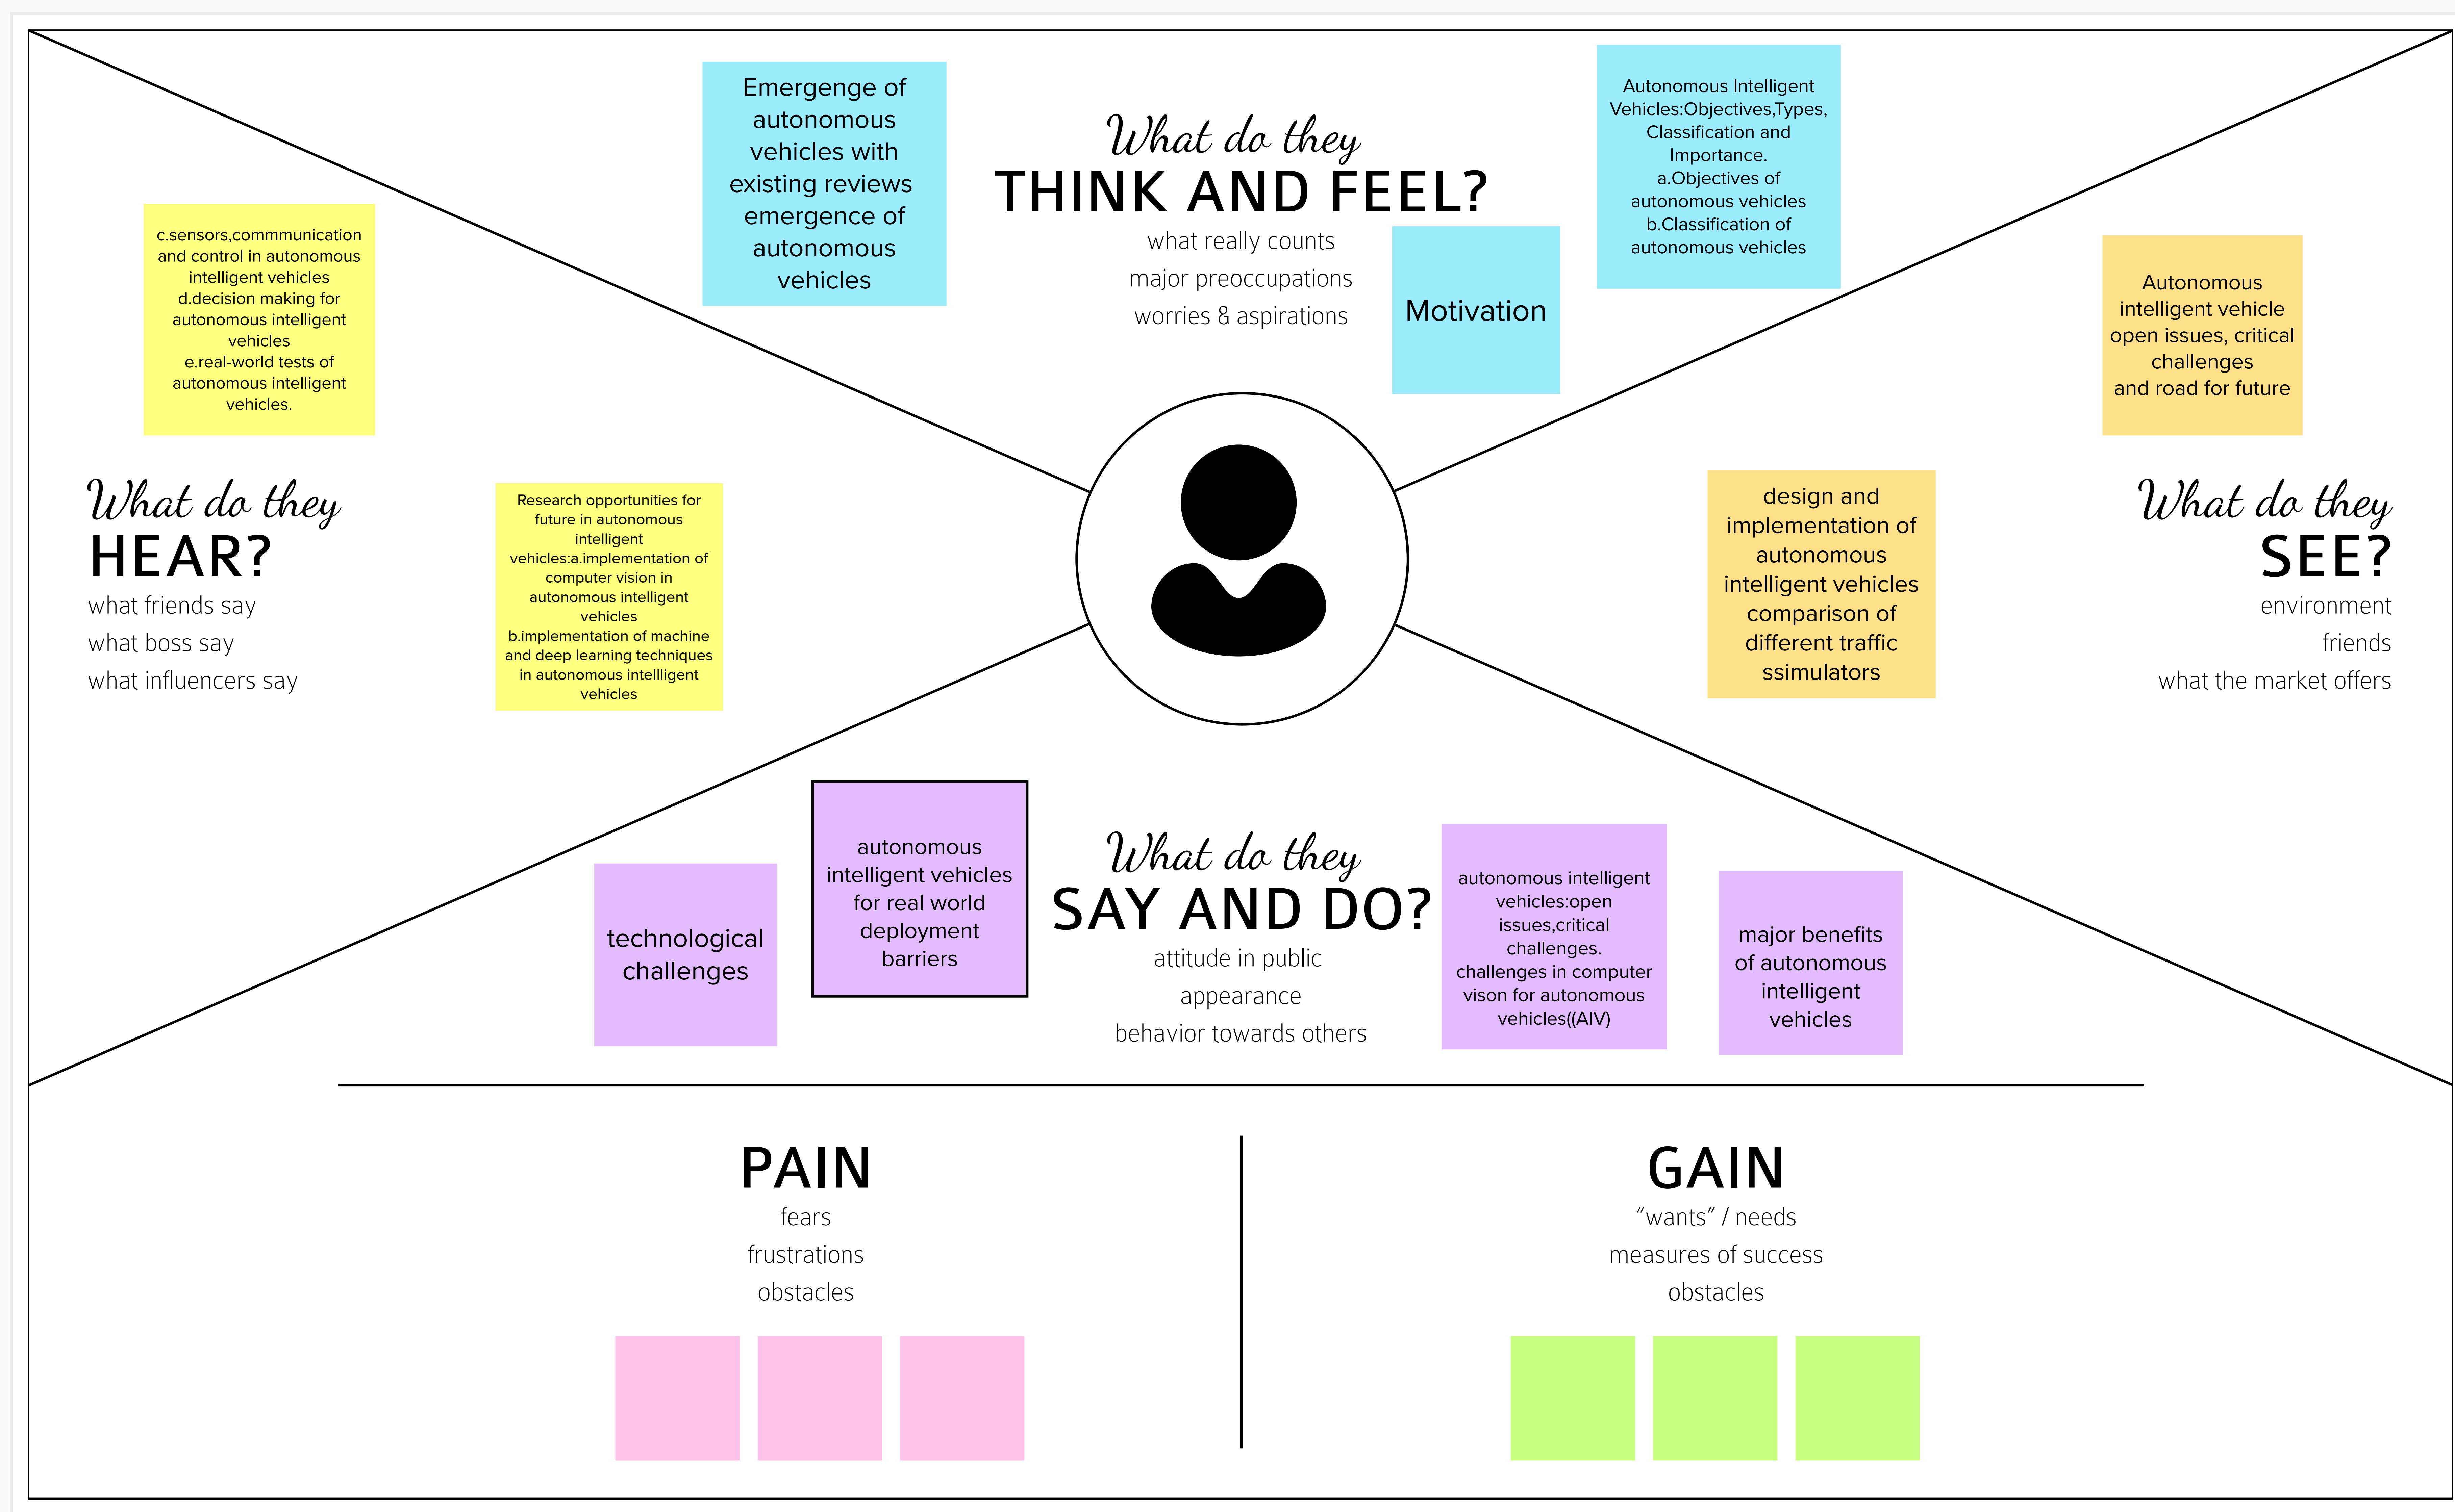 Emergenge of
autonomous
vehicles with
existing reviews
emergence of
autonomous
vehicles
What do they
THINK AND FEEL?
what really counts
major preoccupations
worries & aspirations
Motivation
Autonomous Intelligent
Vehicles:Objectives,Types,
Classification and
Importance.
a.Objectives of
autonomous vehicles
b.Classification of
autonomous vehicles
c.sensors,commmunication
and control in autonomous
intelligent vehicles
d.decision making for
autonomous intelligent
vehicles
e.real-world tests of
autonomous intelligent
vehicles.
What do they
HEAR?
what friends say
what boss say
what influencers say
Research opportunities for
future in autonomous
intelligent
vehicles:a.implementation of
computer vision in
autonomous intelligent
vehicles
b.implementation of machine
and deep learning techniques
in autonomous intellligent
vehicles
Autonomous
intelligent vehicle
open issues, critical
challenges
and road for future
design and
implementation of
autonomous
intelligent vehicles
comparison of
different traffic
ssimulators
What do they
SEE?
environment
friends
what the market offers
technological
challenges
autonomous
intelligent vehicles
for real world
deployment
barriers
What do they
SAY AND DO?
attitude in public
appearance
behavior towards others
autonomous intelligent
vehicles:open
issues,critical
challenges.
challenges in computer
vison for autonomous
vehicles((AIV)
major benefits
of autonomous
intelligent
vehicles
PAIN
fears
frustrations
obstacles
GAIN
“wants” / needs
measures of success
obstacles